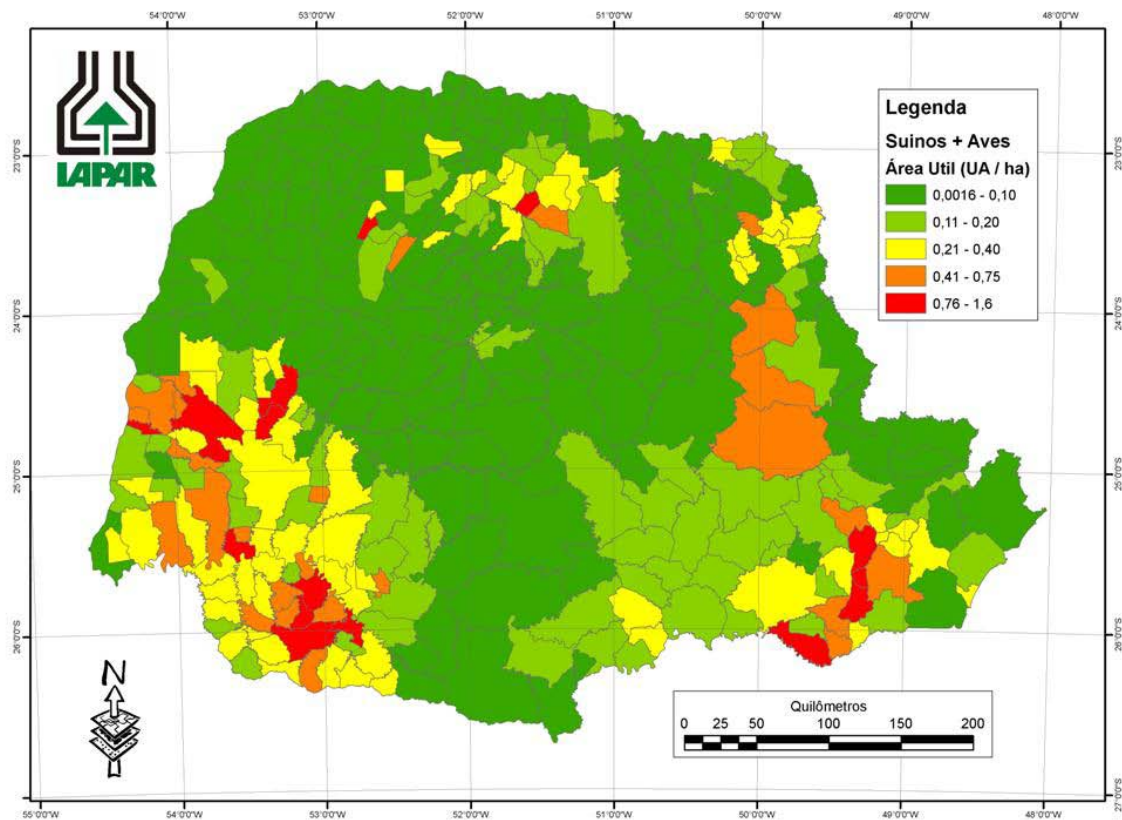 54°0'0"W 53°0'0"W 52°0'0"W 51°0'0"W 50°0'0"W 49°0'0"W 48°0'0"W
IAPAR
Legenda
Suinos + Aves
Área Util (UA / ha)
0,0016 - 0,10
0,11 - 0,20
0,21 - 0,40
0,41 - 0,75
0,76 - 1,6
23°0'0"S 23°0'0"S
24°0'0"S 24°0'0"S
25°0'0"S 25°0'0"S
26°0'0"S 26°0'0"S
27°0'0"S
N
Quilômetros
0 25 50 100 150 200
55°0'0"W 54°0'0"W 53°0'0"W 52°0'0"W 51°0'0"W 50°0'0"W 49°0'0"W 48°0'0"W